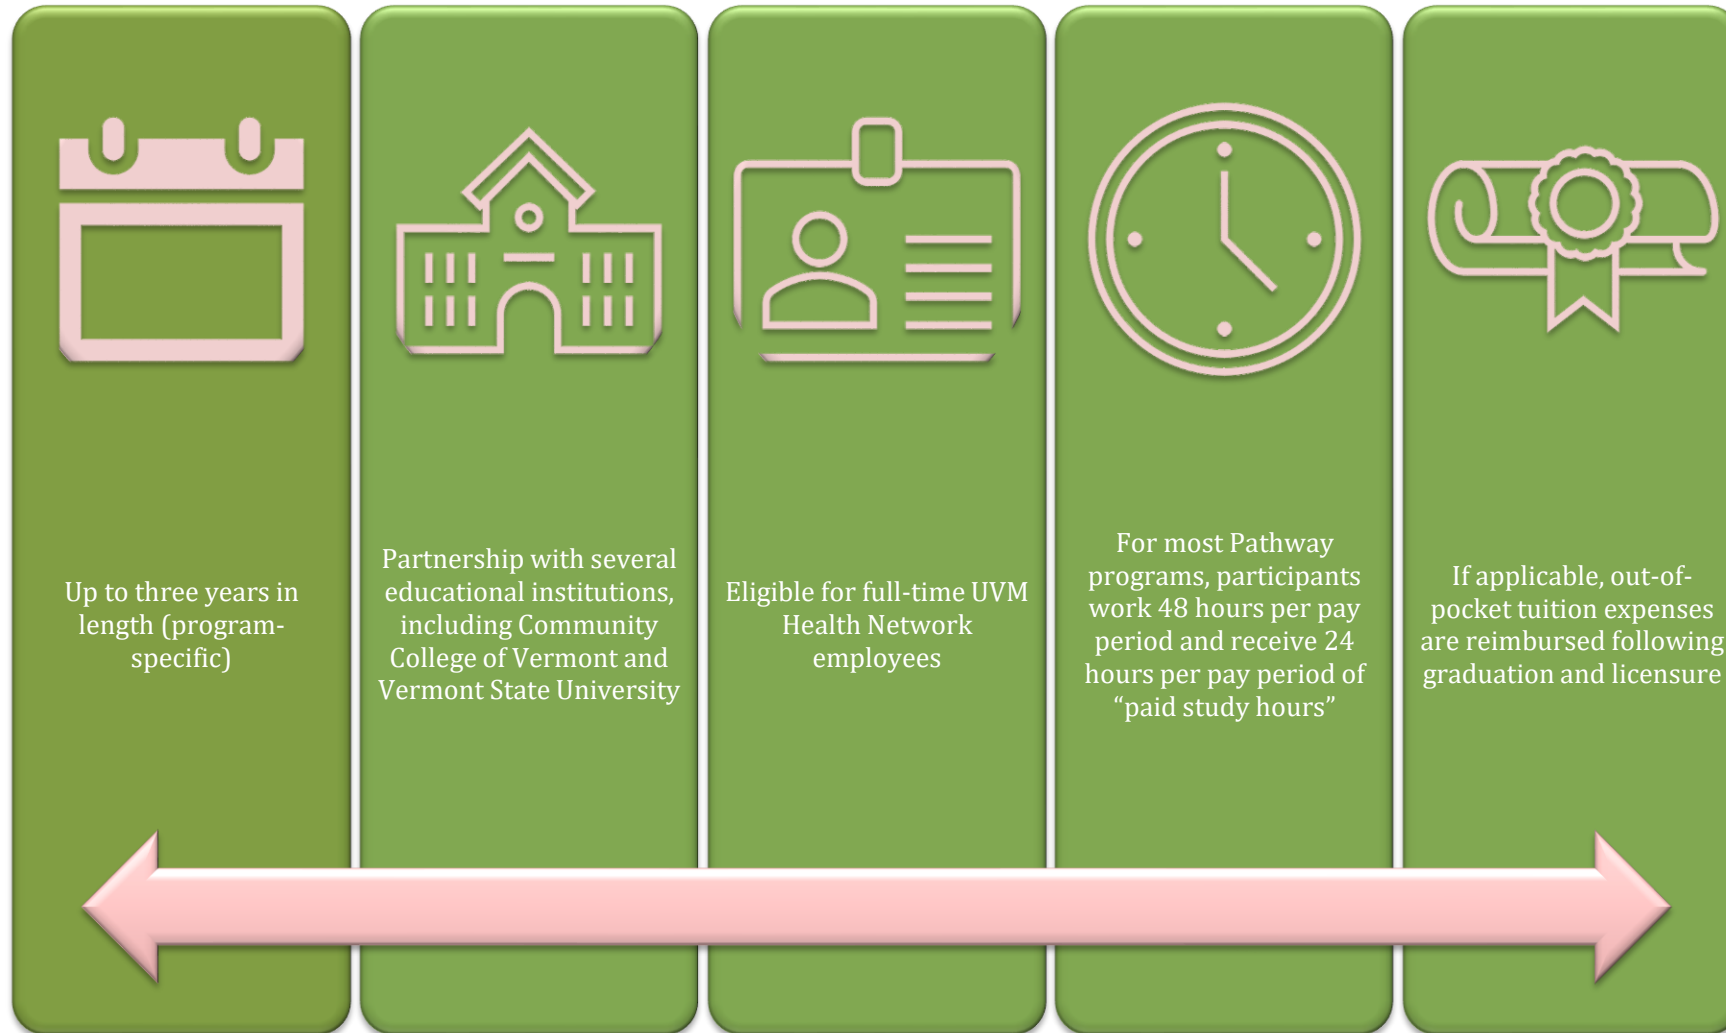 Up to three years in
length (program-
specific)
Partnership with several
educational institutions,
including Community
College of Vermont and
Vermont State University
Eligible for full-time UVM
Health Network
employees
For most Pathway
programs, participants
work 48 hours per pay
period and receive 24
hours per pay period of
“paid study hours”
If applicable, out-of-
pocket tuition expenses
are reimbursed following
graduation and licensure